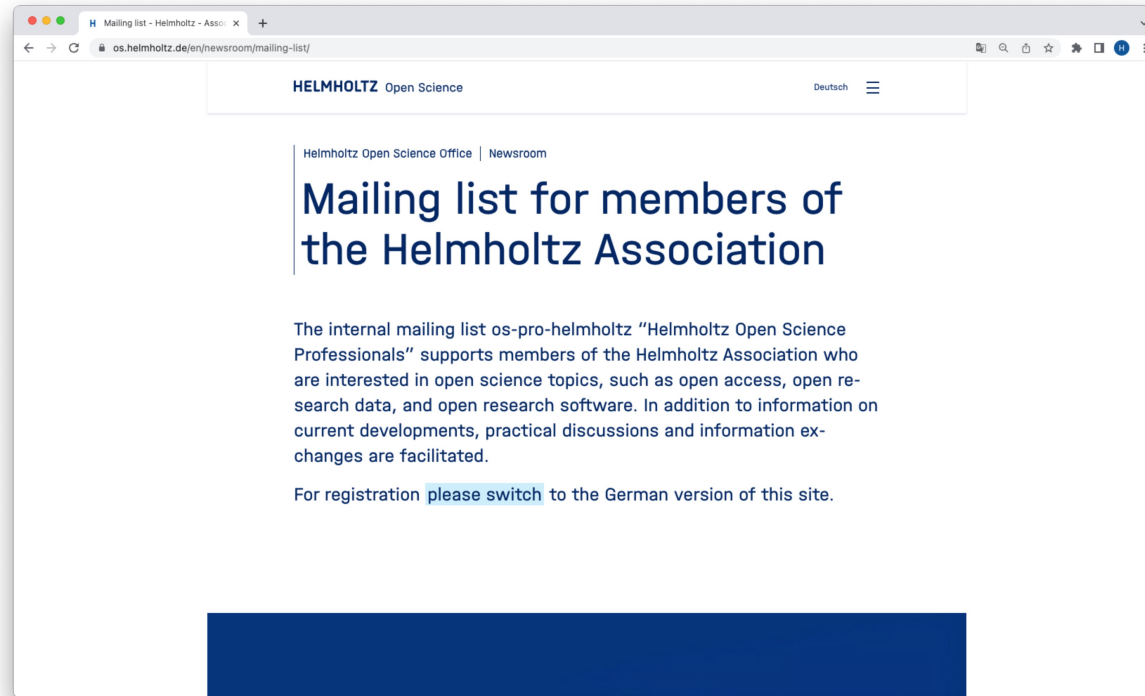 H Mailing list - Helmholtz - Assoc
os.helmholtz.de/en/newsroom/mailing-list/
H
HELMHOLTZ Open Science
Deutsch
Helmholtz Open Science Office | Newsroom
Mailing list for members of
the Helmholtz Association
The internal mailing list os-pro-helmholtz “Helmholtz Open Science
Professionals” supports members of the Helmholtz Association who
are interested in open science topics, such as open access, open re-
search data, and open research software. In addition to information on
current developments, practical discussions and information ex-
changes are facilitated.
For registration please switch to the German version of this site.